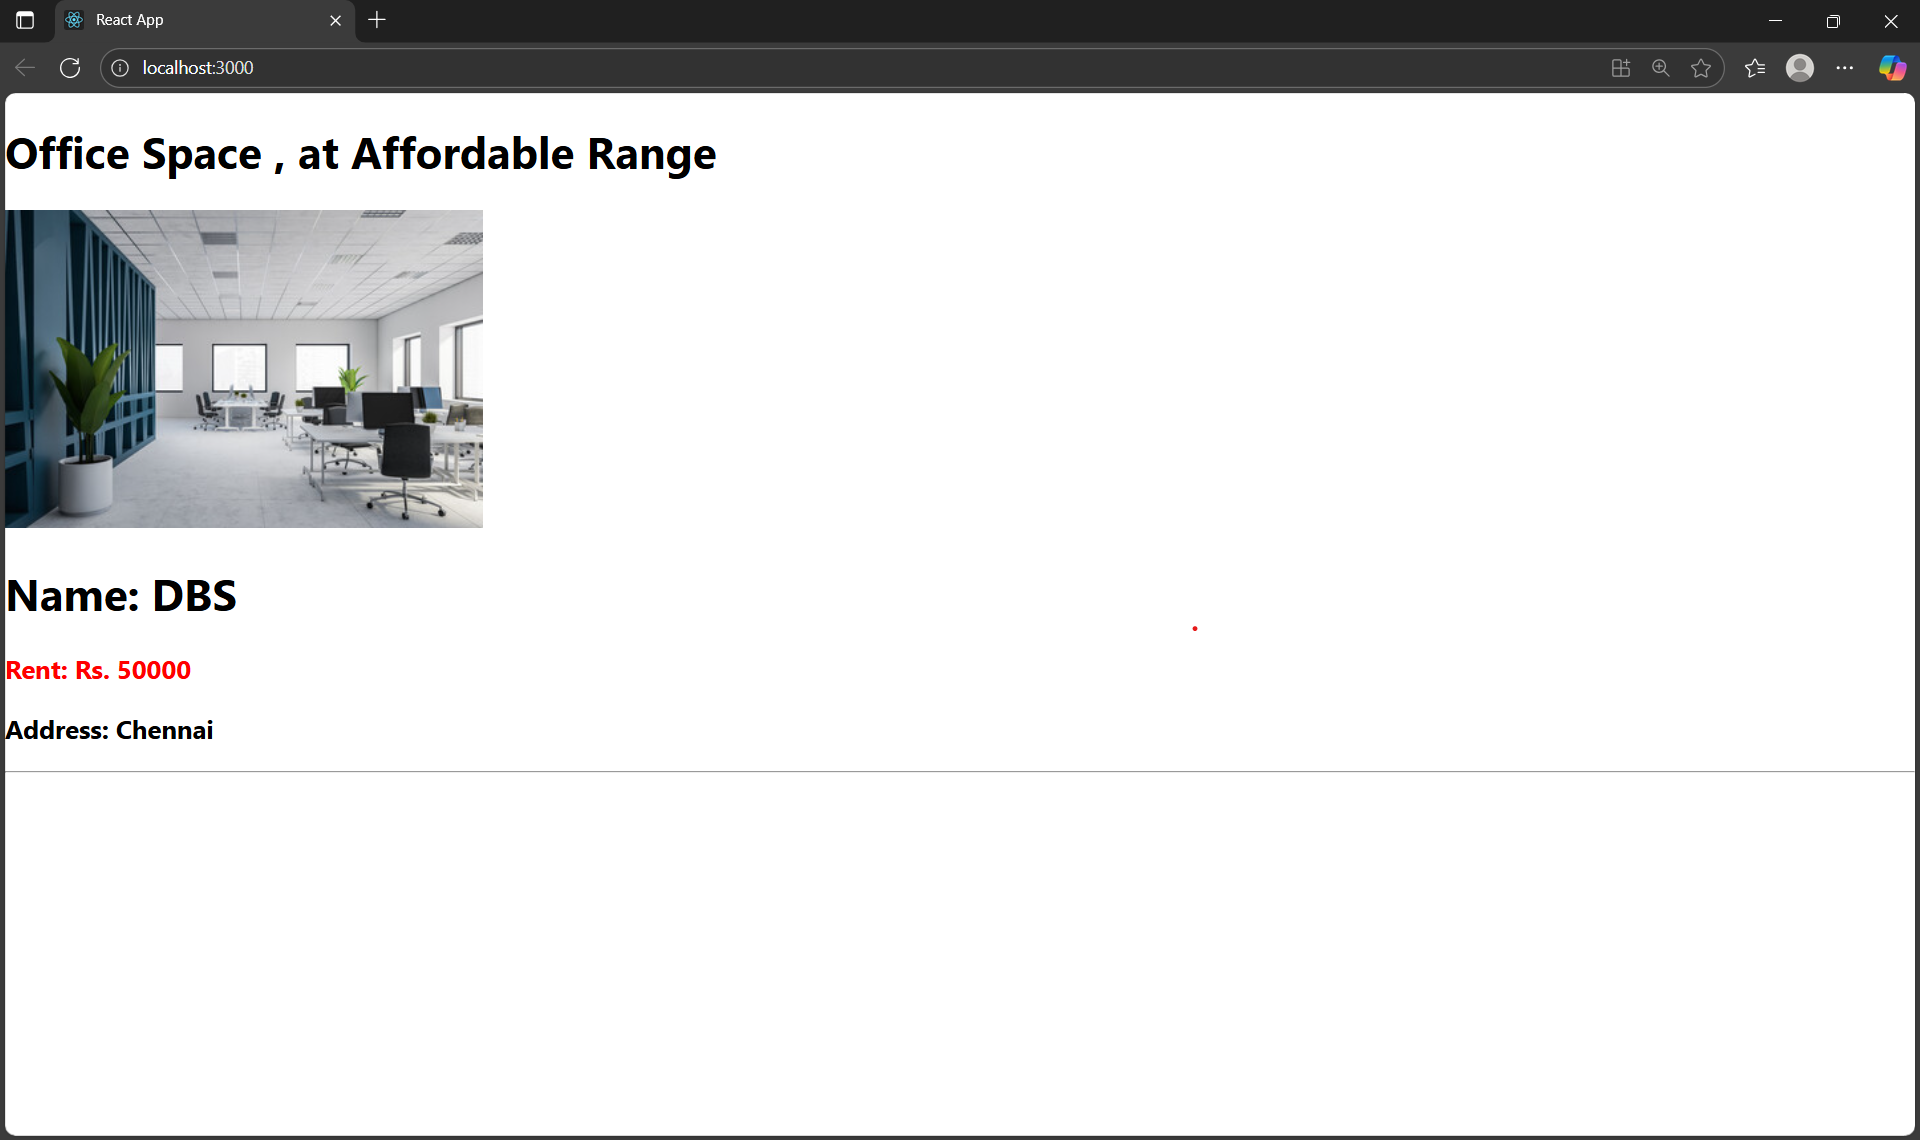 React App
localhost:3000
Office Space , at Affordable Range
Name: DBS
Rent: Rs. 50000
Address: Chennai